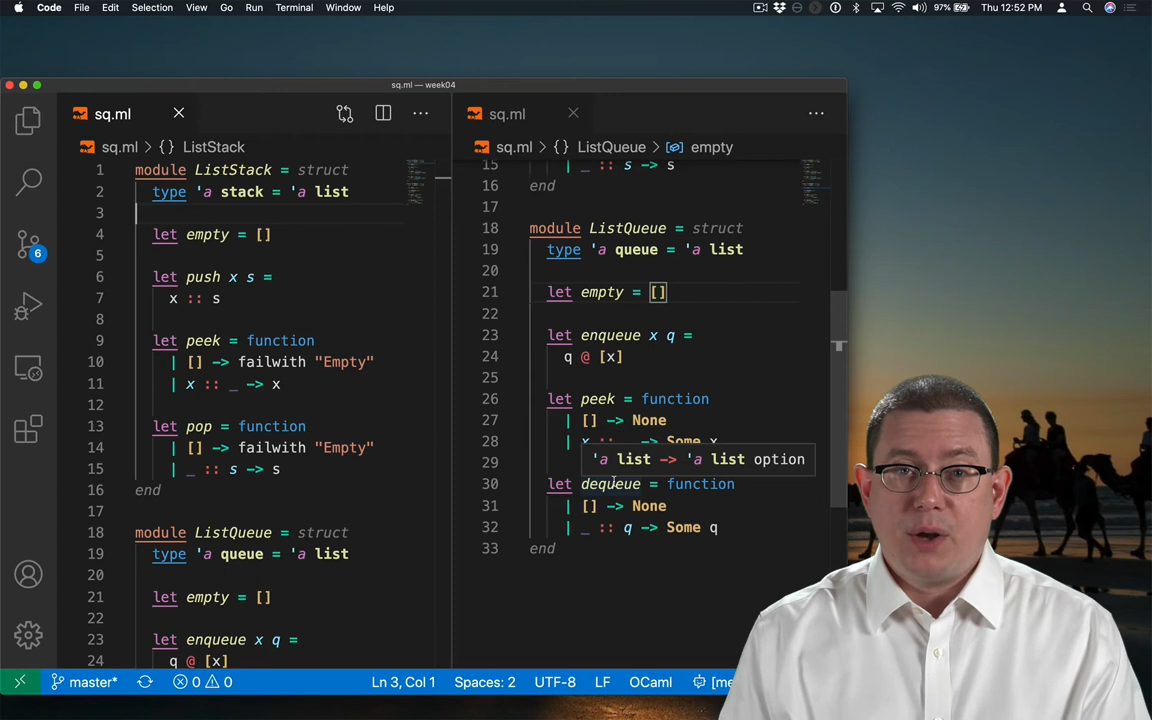 Code File Edit Selection View Go Run Terminal Window Help 97% Thu 12:52 PM
sq.ml — week04
sq.ml
sq.ml > {} ListStack
1 module ListStack = struct
2 type 'a stack = 'a list
3
4 let empty = []
5
6 let push x s =
7 x :: s
8
9 let peek = function
10 | [] -> failwith "Empty"
11 | x :: _ -> x
12
13 let pop = function
14 | [] -> failwith "Empty"
15 | _ :: s -> s
16 end
17
18 module ListQueue = struct
19 type 'a queue = 'a list
20
21 let empty = []
22
23 let enqueue x q =
24 q @ [x]
sq.ml
sq.ml > {} ListQueue > empty
15 | _ :: s -> s
16 end
17
18 module ListQueue = struct
19 type 'a queue = 'a list
20
21 let empty = []
22
23 let enqueue x q =
24 q @ [x]
25
26 let peek = function
27 | [] -> None
28 | x :: _ -> Some x
29
'a list -> 'a list option
30 let dequeue = function
31 | [] -> None
32 | _ :: q -> Some q
33 end
6
master* 0 0 Ln 3, Col 1 Spaces: 2 UTF-8 LF OCaml